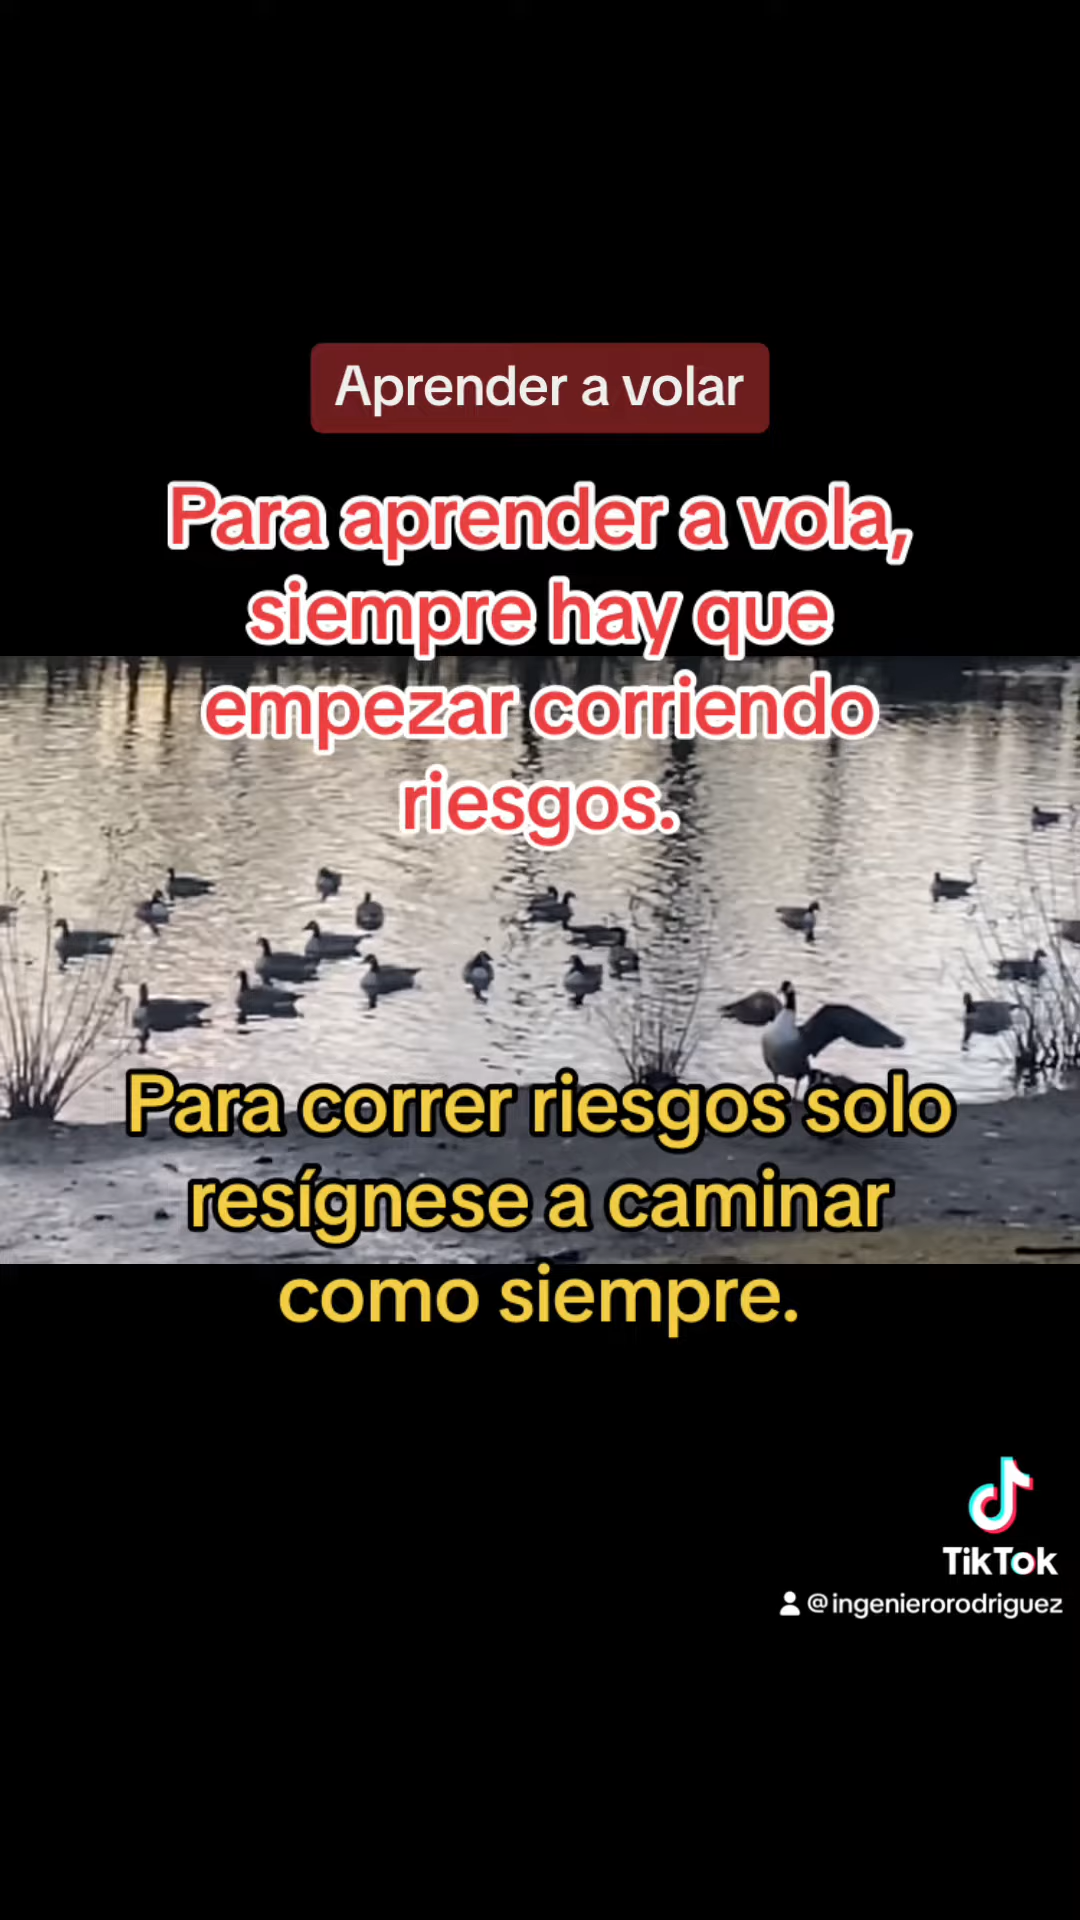 Aprender a volar
Para aprender a vola,
siempre hay que
empezar corriendo
riesgos.
Para correr riesgos solo
resígnese a caminar
como siempre.
TikTok
@ingenierorodriguez